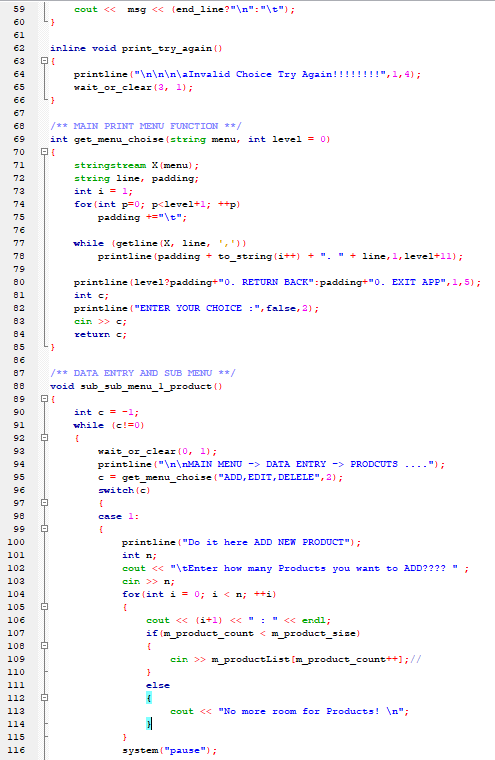 59 cout << msg << (end_line?"\n":"\t");
60 }
61
62 inline void print_try_again()
63 {
64 printline("\n\n\n\aInvalid Choice Try Again!!!!!!!!",1,4);
65 wait_or_clear(3, 1);
66 }
67
68 /** MAIN PRINT MENU FUNCTION **/
69 int get_menu_choise(string menu, int level = 0)
70 {
71 stringstream X(menu);
72 string line, padding;
73 int i = 1;
74 for(int p=0; p<level+1; ++p)
75 padding +="\t";
76
77 while (getline(X, line, ','))
78 printline(padding + to_string(i++) + ". " + line,1,level+11);
79
80 printline(level?padding+"0. RETURN BACK":padding+"0. EXIT APP",1,5);
81 int c;
82 printline("ENTER YOUR CHOICE :",false,2);
83 cin >> c;
84 return c;
85 }
86
87 /** DATA ENTRY AND SUB MENU **/
88 void sub_sub_menu_1_product()
89 {
90 int c = -1;
91 while (c!=0)
92 {
93 wait_or_clear(0, 1);
94 printline("\n\nMAIN MENU -> DATA ENTRY -> PRODCUTS ....");
95 c = get_menu_choise("ADD,EDIT,DELELE",2);
96 switch(c)
97 {
98 case 1:
99 {
100 printline("Do it here ADD NEW PRODUCT");
101 int n;
102 cout << "\tEnter how many Products you want to ADD???? " ;
103 cin >> n;
104 for(int i = 0; i < n; ++i)
105 {
106 cout << (i+1) << " : " << endl;
107 if(m_product_count < m_product_size)
108 {
109 cin >> m_productList[m_product_count++];//
110 }
111 else
112 {
113 cout << "No more room for Products! \n";
114 }
115 }
116 system("pause");